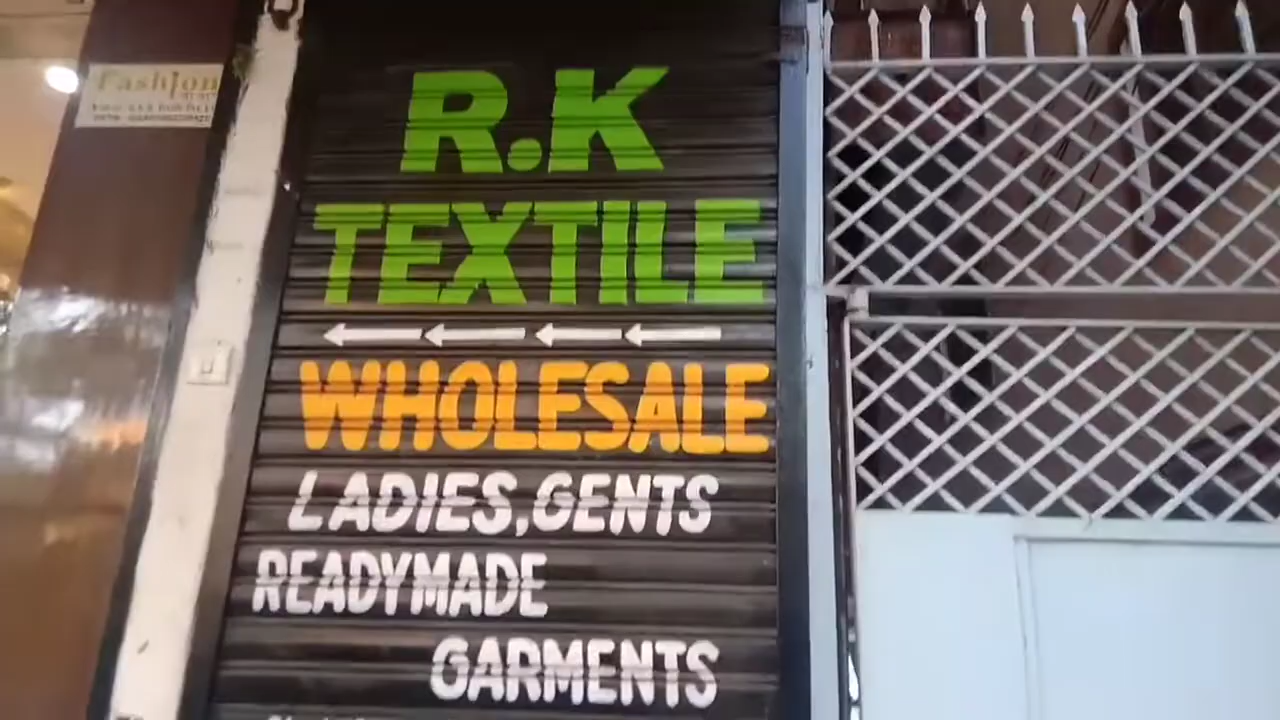 Fashion
R.K
TEXTILE
WHOLESALE
LADIES,GENTS
READYMADE
GARMENTS